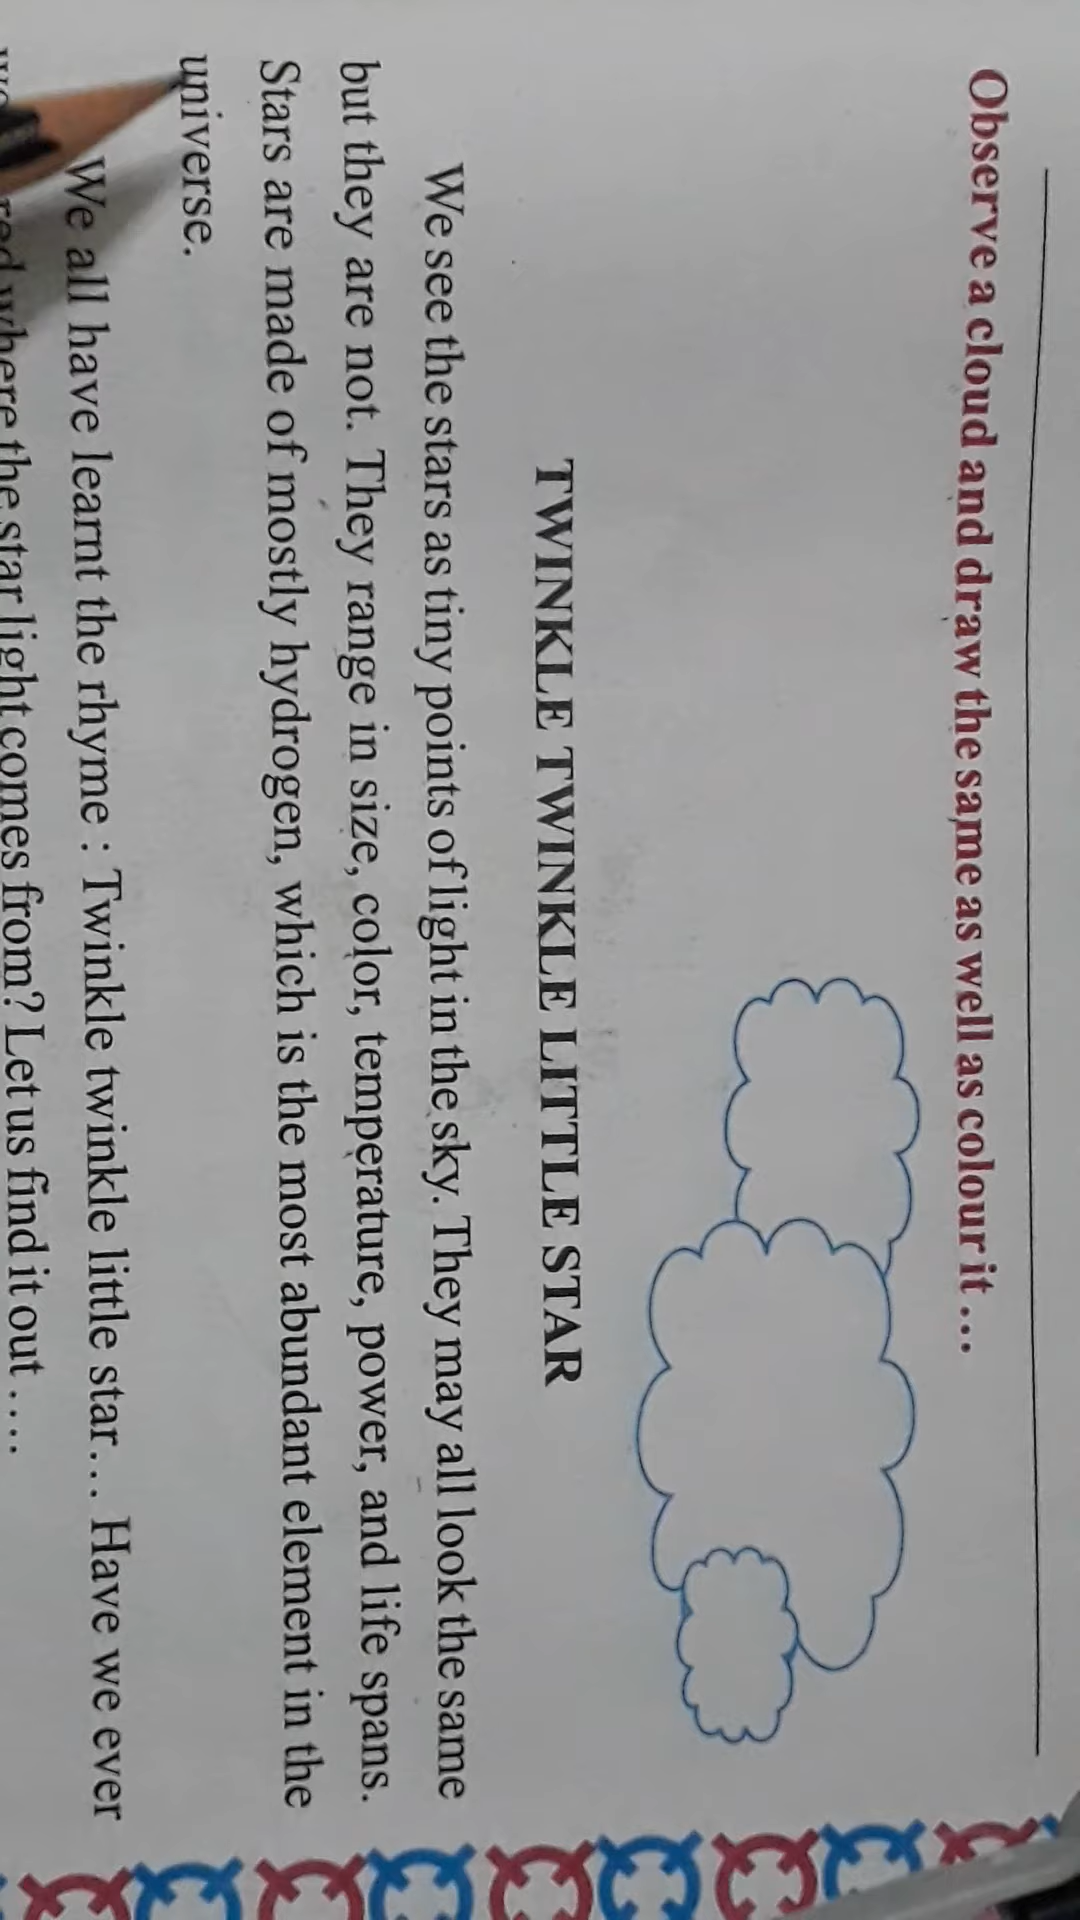 Observe a cloud and draw the same as well as colour it ...
TWINKLE TWINKLE LITTLE STAR
We see the stars as tiny points of light in the sky. They may all look the same
but they are not. They range in size, color, temperature, power, and life spans.
Stars are made of mostly hydrogen, which is the most abundant element in the
universe.
We all have learnt the rhyme : Twinkle twinkle little star... Have we ever
where the star light comes from? Let us find it out ....